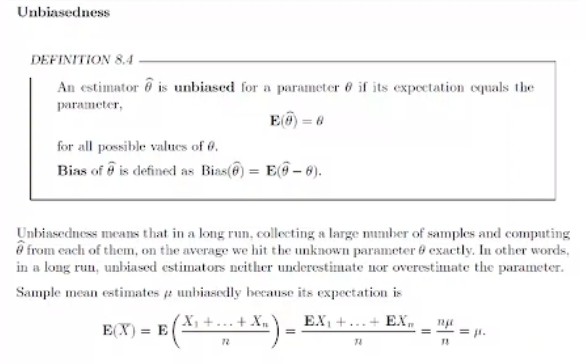 Unbiasedness
DEFINITION 8.4
An estimator θ̂ is unbiased for a parameter θ if its expectation equals the
parameter,
E(θ̂) = θ
for all possible values of θ.
Bias of θ̂ is defined as Bias(θ̂) = E(θ̂ − θ).
Unbiasedness means that in a long run, collecting a large number of samples and computing
θ̂ from each of them, on the average we hit the unknown parameter θ exactly. In other words,
in a long run, unbiased estimators neither underestimate nor overestimate the parameter.
Sample mean estimates μ unbiasedly because its expectation is
E(X̄) = E((X₁ + … + Xₙ)/n) = (EX₁ + … + EXₙ)/n = nμ/n = μ.